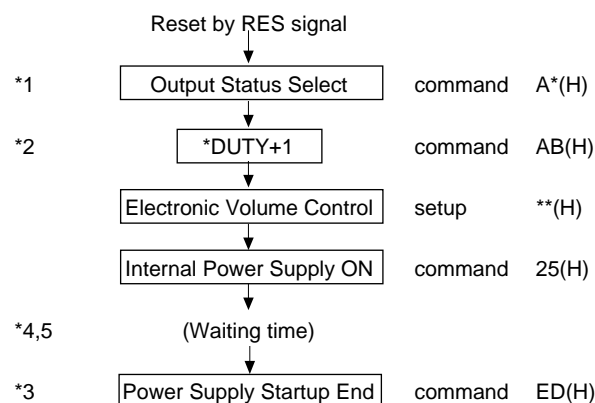 Reset by RES signal
*1 Output Status Select command A*(H)
*2 *DUTY+1 command AB(H)
Electronic Volume Control setup **(H)
Internal Power Supply ON command 25(H)
*4,5 (Waiting time)
*3 Power Supply Startup End command ED(H)